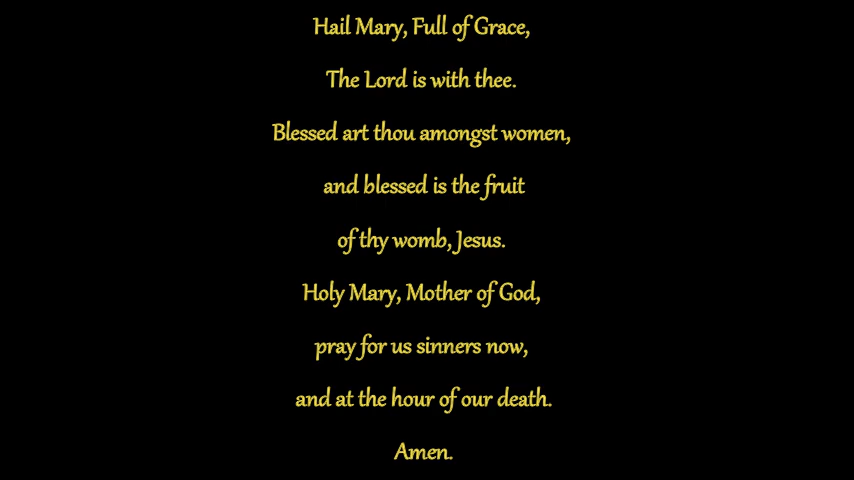 Hail Mary, Full of Grace,
The Lord is with thee.
Blessed art thou amongst women,
and blessed is the fruit
of thy womb, Jesus.
Holy Mary, Mother of God,
pray for us sinners now,
and at the hour of our death.
Amen.